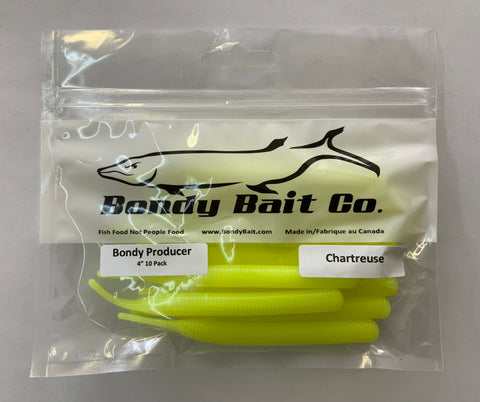 Bondy Bait Co.
Fish Food Not People Food www.BondyBait.Com Made in/Fabrique au Canada
Bondy Producer
4" 10 Pack
Chartreuse